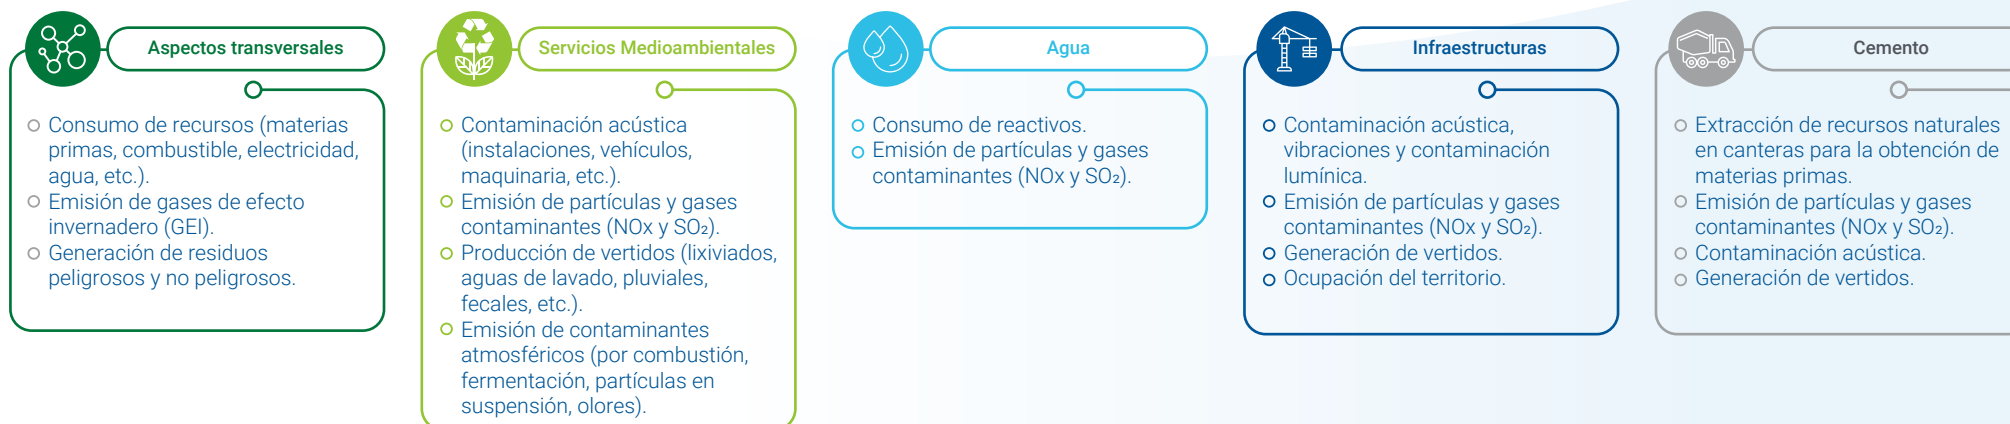 Aspectos transversales
Consumo de recursos (materias
primas, combustible, electricidad,
agua, etc.).
Emisión de gases de efecto
invernadero (GEI).
Generación de residuos
peligrosos y no peligrosos.
Servicios Medioambientales
Contaminación acústica
(instalaciones, vehículos,
maquinaria, etc.).
Emisión de partículas y gases
contaminantes (NOx y SO₂).
Producción de vertidos (lixiviados,
aguas de lavado, pluviales,
fecales, etc.).
Emisión de contaminantes
atmosféricos (por combustión,
fermentación, partículas en
suspensión, olores).
Agua
Consumo de reactivos.
Emisión de partículas y gases
contaminantes (NOx y SO₂).
Infraestructuras
Contaminación acústica,
vibraciones y contaminación
lumínica.
Emisión de partículas y gases
contaminantes (NOx y SO₂).
Generación de vertidos.
Ocupación del territorio.
Cemento
Extracción de recursos naturales
en canteras para la obtención de
materias primas.
Emisión de partículas y gases
contaminantes (NOx y SO₂).
Contaminación acústica.
Generación de vertidos.